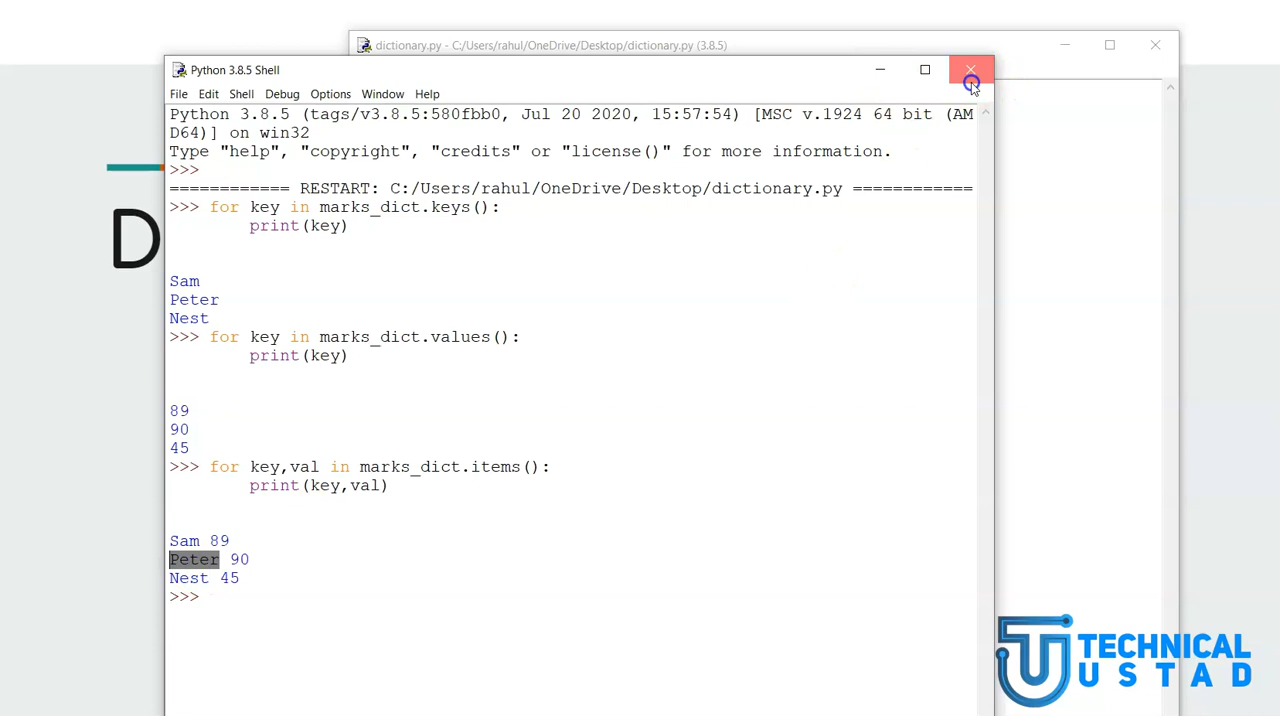 dictionary.py - C:/Users/rahul/OneDrive/Desktop/dictionary.py (3.8.5)
Python 3.8.5 Shell
File Edit Shell Debug Options Window Help
Python 3.8.5 (tags/v3.8.5:580fbb0, Jul 20 2020, 15:57:54) [MSC v.1924 64 bit (AM
D64)] on win32
Type "help", "copyright", "credits" or "license()" for more information.
>>>
============ RESTART: C:/Users/rahul/OneDrive/Desktop/dictionary.py ============
>>> for key in marks_dict.keys():
print(key)
Sam
Peter
Nest
>>> for key in marks_dict.values():
print(key)
89
90
45
>>> for key,val in marks_dict.items():
print(key,val)
Sam 89
Peter 90
Nest 45
>>>
D
TECHNICAL
USTAD